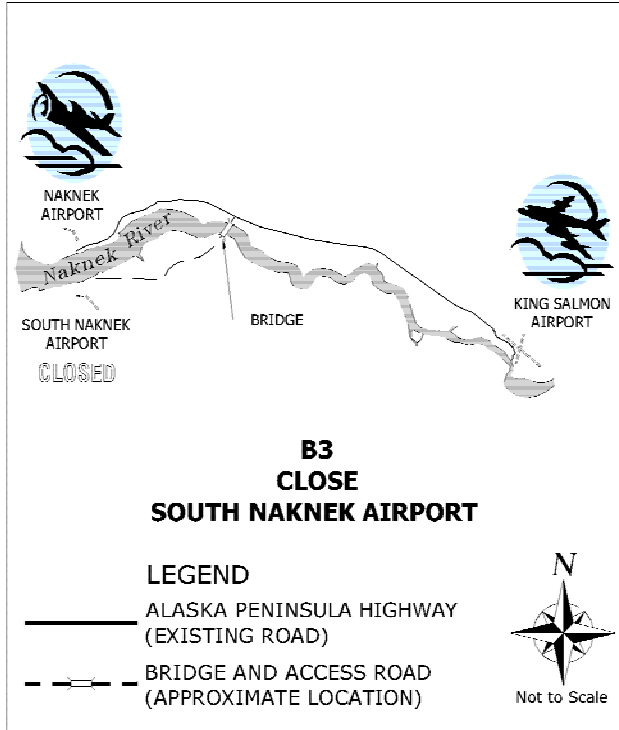 NAKNEK
AIRPORT
Naknek River
SOUTH NAKNEK
AIRPORT
CLOSED
BRIDGE
KING SALMON
AIRPORT
B3
CLOSE
SOUTH NAKNEK AIRPORT
LEGEND
ALASKA PENINSULA HIGHWAY
(EXISTING ROAD)
BRIDGE AND ACCESS ROAD
(APPROXIMATE LOCATION)
N
Not to Scale